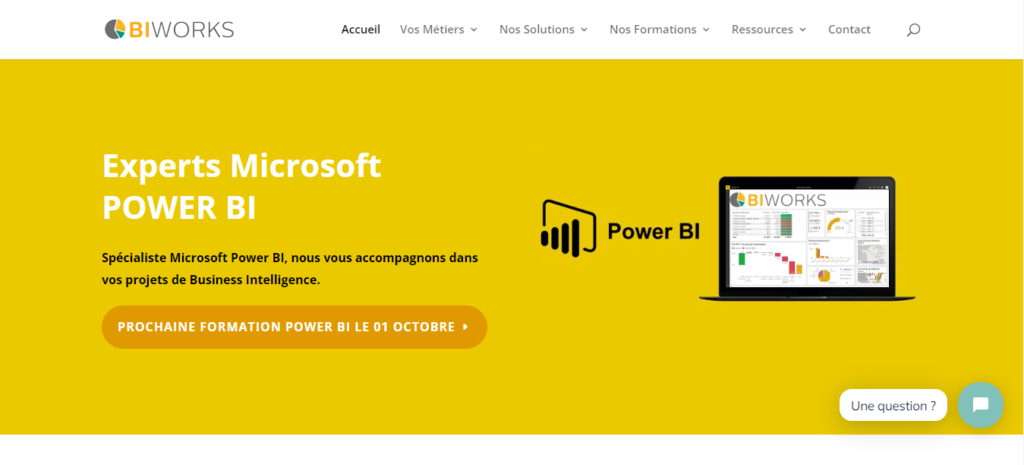 BIWORKS
Accueil
Vos Métiers
Nos Solutions
Nos Formations
Ressources
Contact
Experts Microsoft
POWER BI
Spécialiste Microsoft Power BI, nous vous accompagnons dans
vos projets de Business Intelligence.
PROCHAINE FORMATION POWER BI LE 01 OCTOBRE
Power BI
BIWORKS
Une question ?